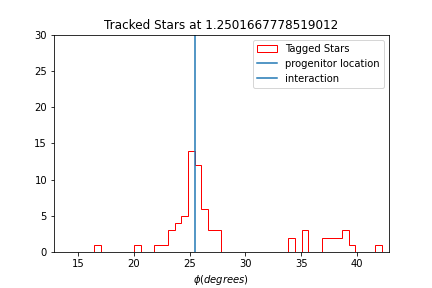 Tracked Stars at 1.2501667778519012
30
25
20
15
10
5
0
Tagged Stars
progenitor location
interaction
15 20 25 30 35 40
ϕ(degrees)